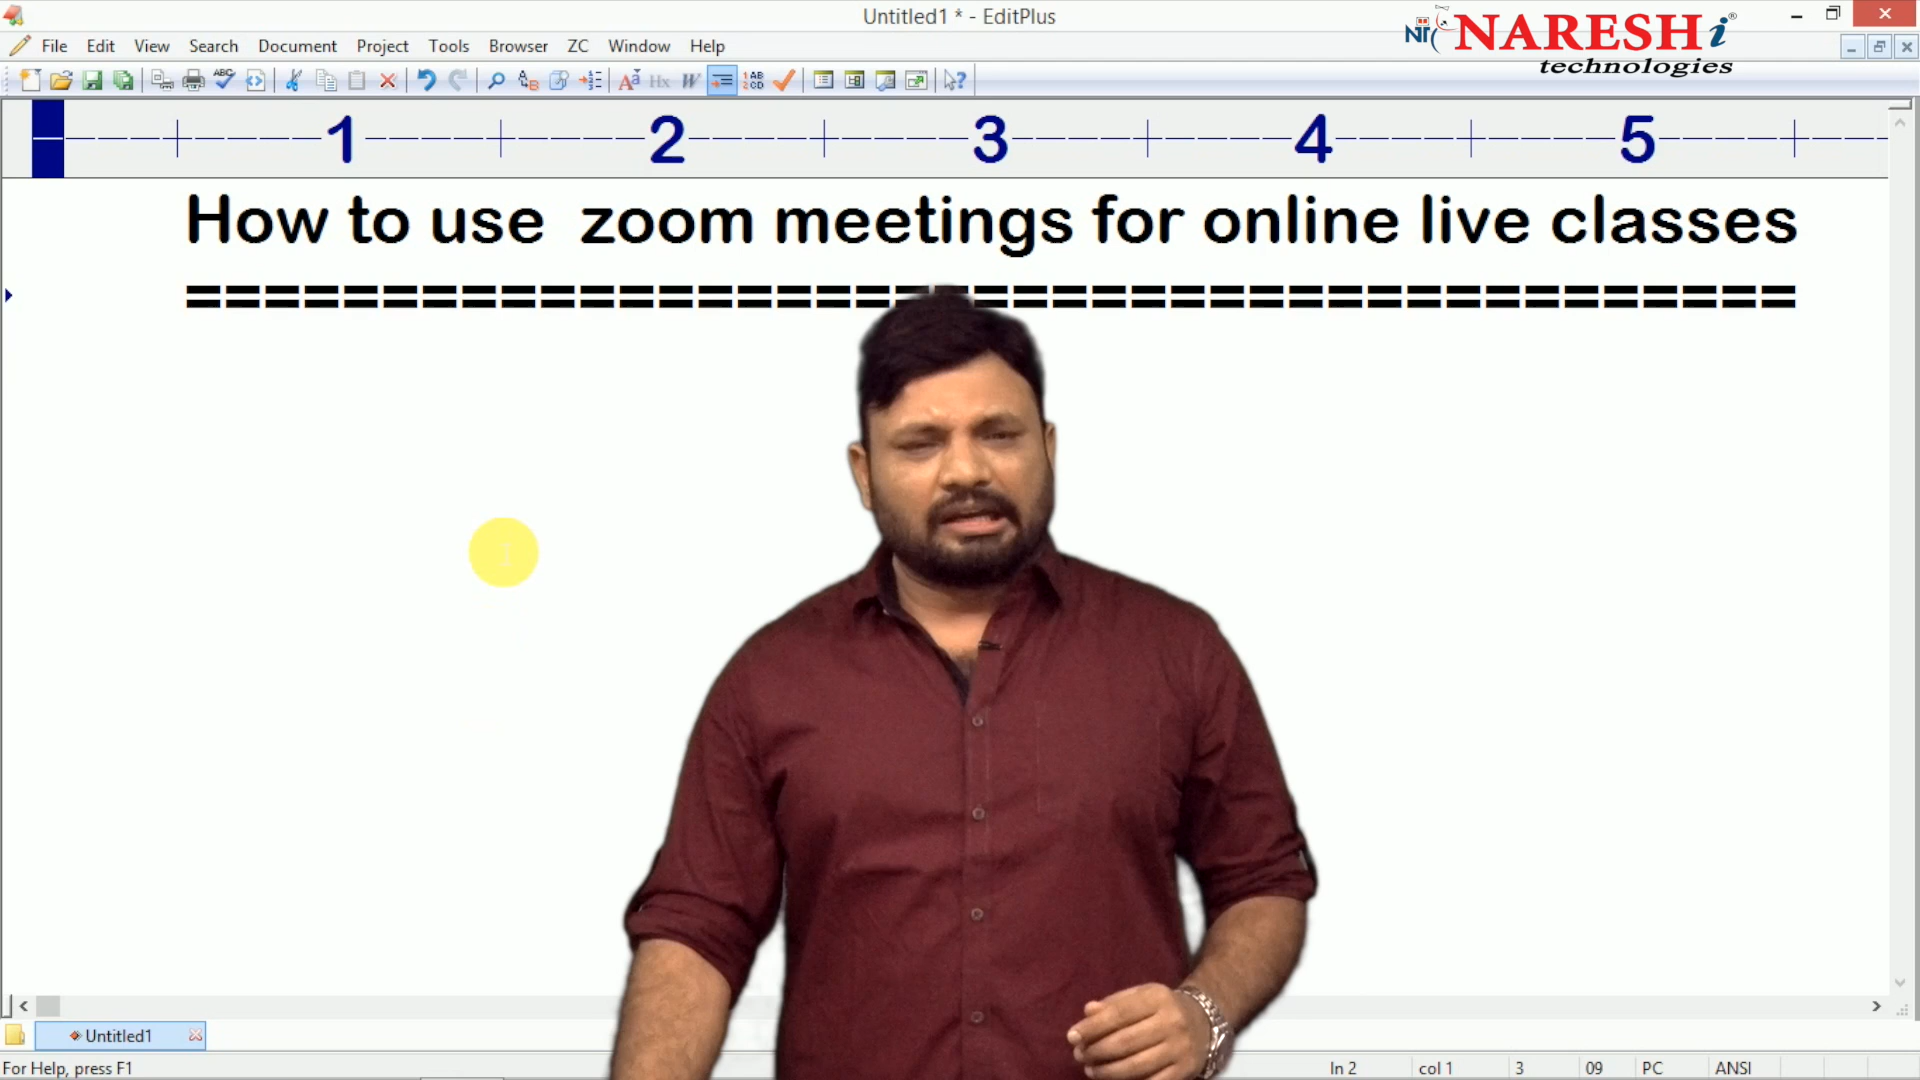 Untitled1 * - EditPlus
NARESH i
technologies
File Edit View Search Document Project Tools Browser ZC Window Help
1 2 3 4 5
How to use  zoom meetings for online live classes
=========================================
Untitled1
For Help, press F1
ln 2 col 1 3 09 PC ANSI